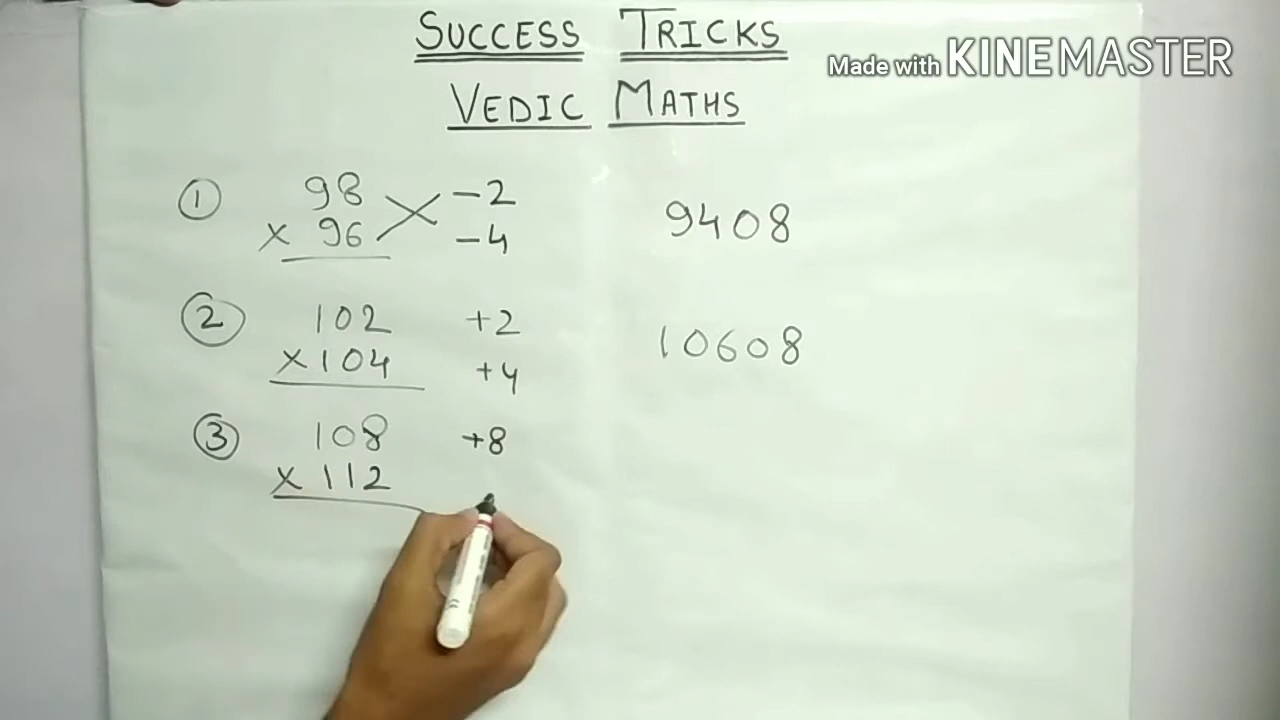 SUCCESS TRICKS
Made with KINEMASTER
VEDIC MATHS
① 98 -2 9408
× 96 -4
② 102 +2 10608
×104 +4
③ 108 +8
×112